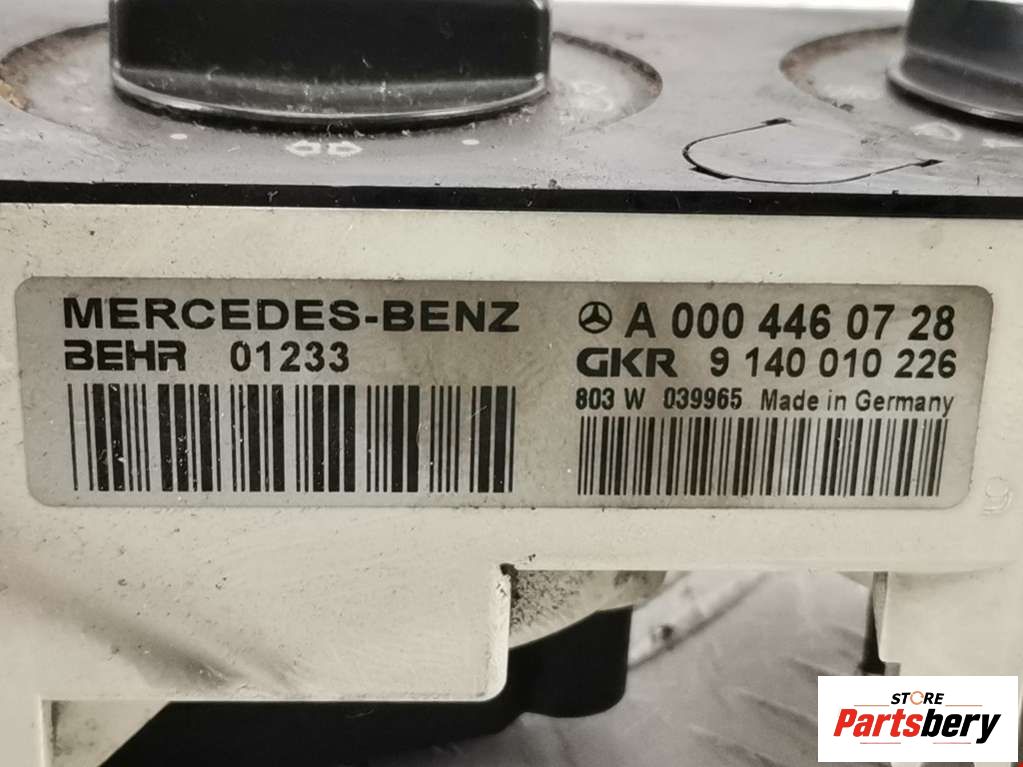 MERCEDES-BENZ
BEHR 01233
A 000 446 07 28
GKR 9 140 010 226
803 W 039965 Made in Germany
9
STORE
Partsbery